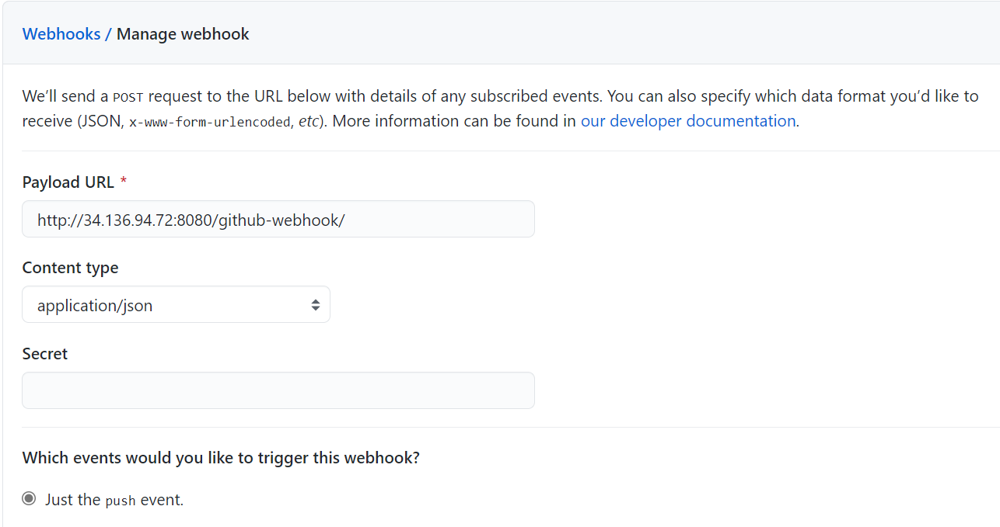 Webhooks / Manage webhook
We’ll send a POST request to the URL below with details of any subscribed events. You can also specify which data format you’d like to
receive (JSON, x-www-form-urlencoded, etc). More information can be found in our developer documentation.
Payload URL *
http://34.136.94.72:8080/github-webhook/
Content type
application/json
Secret
Which events would you like to trigger this webhook?
Just the push event.